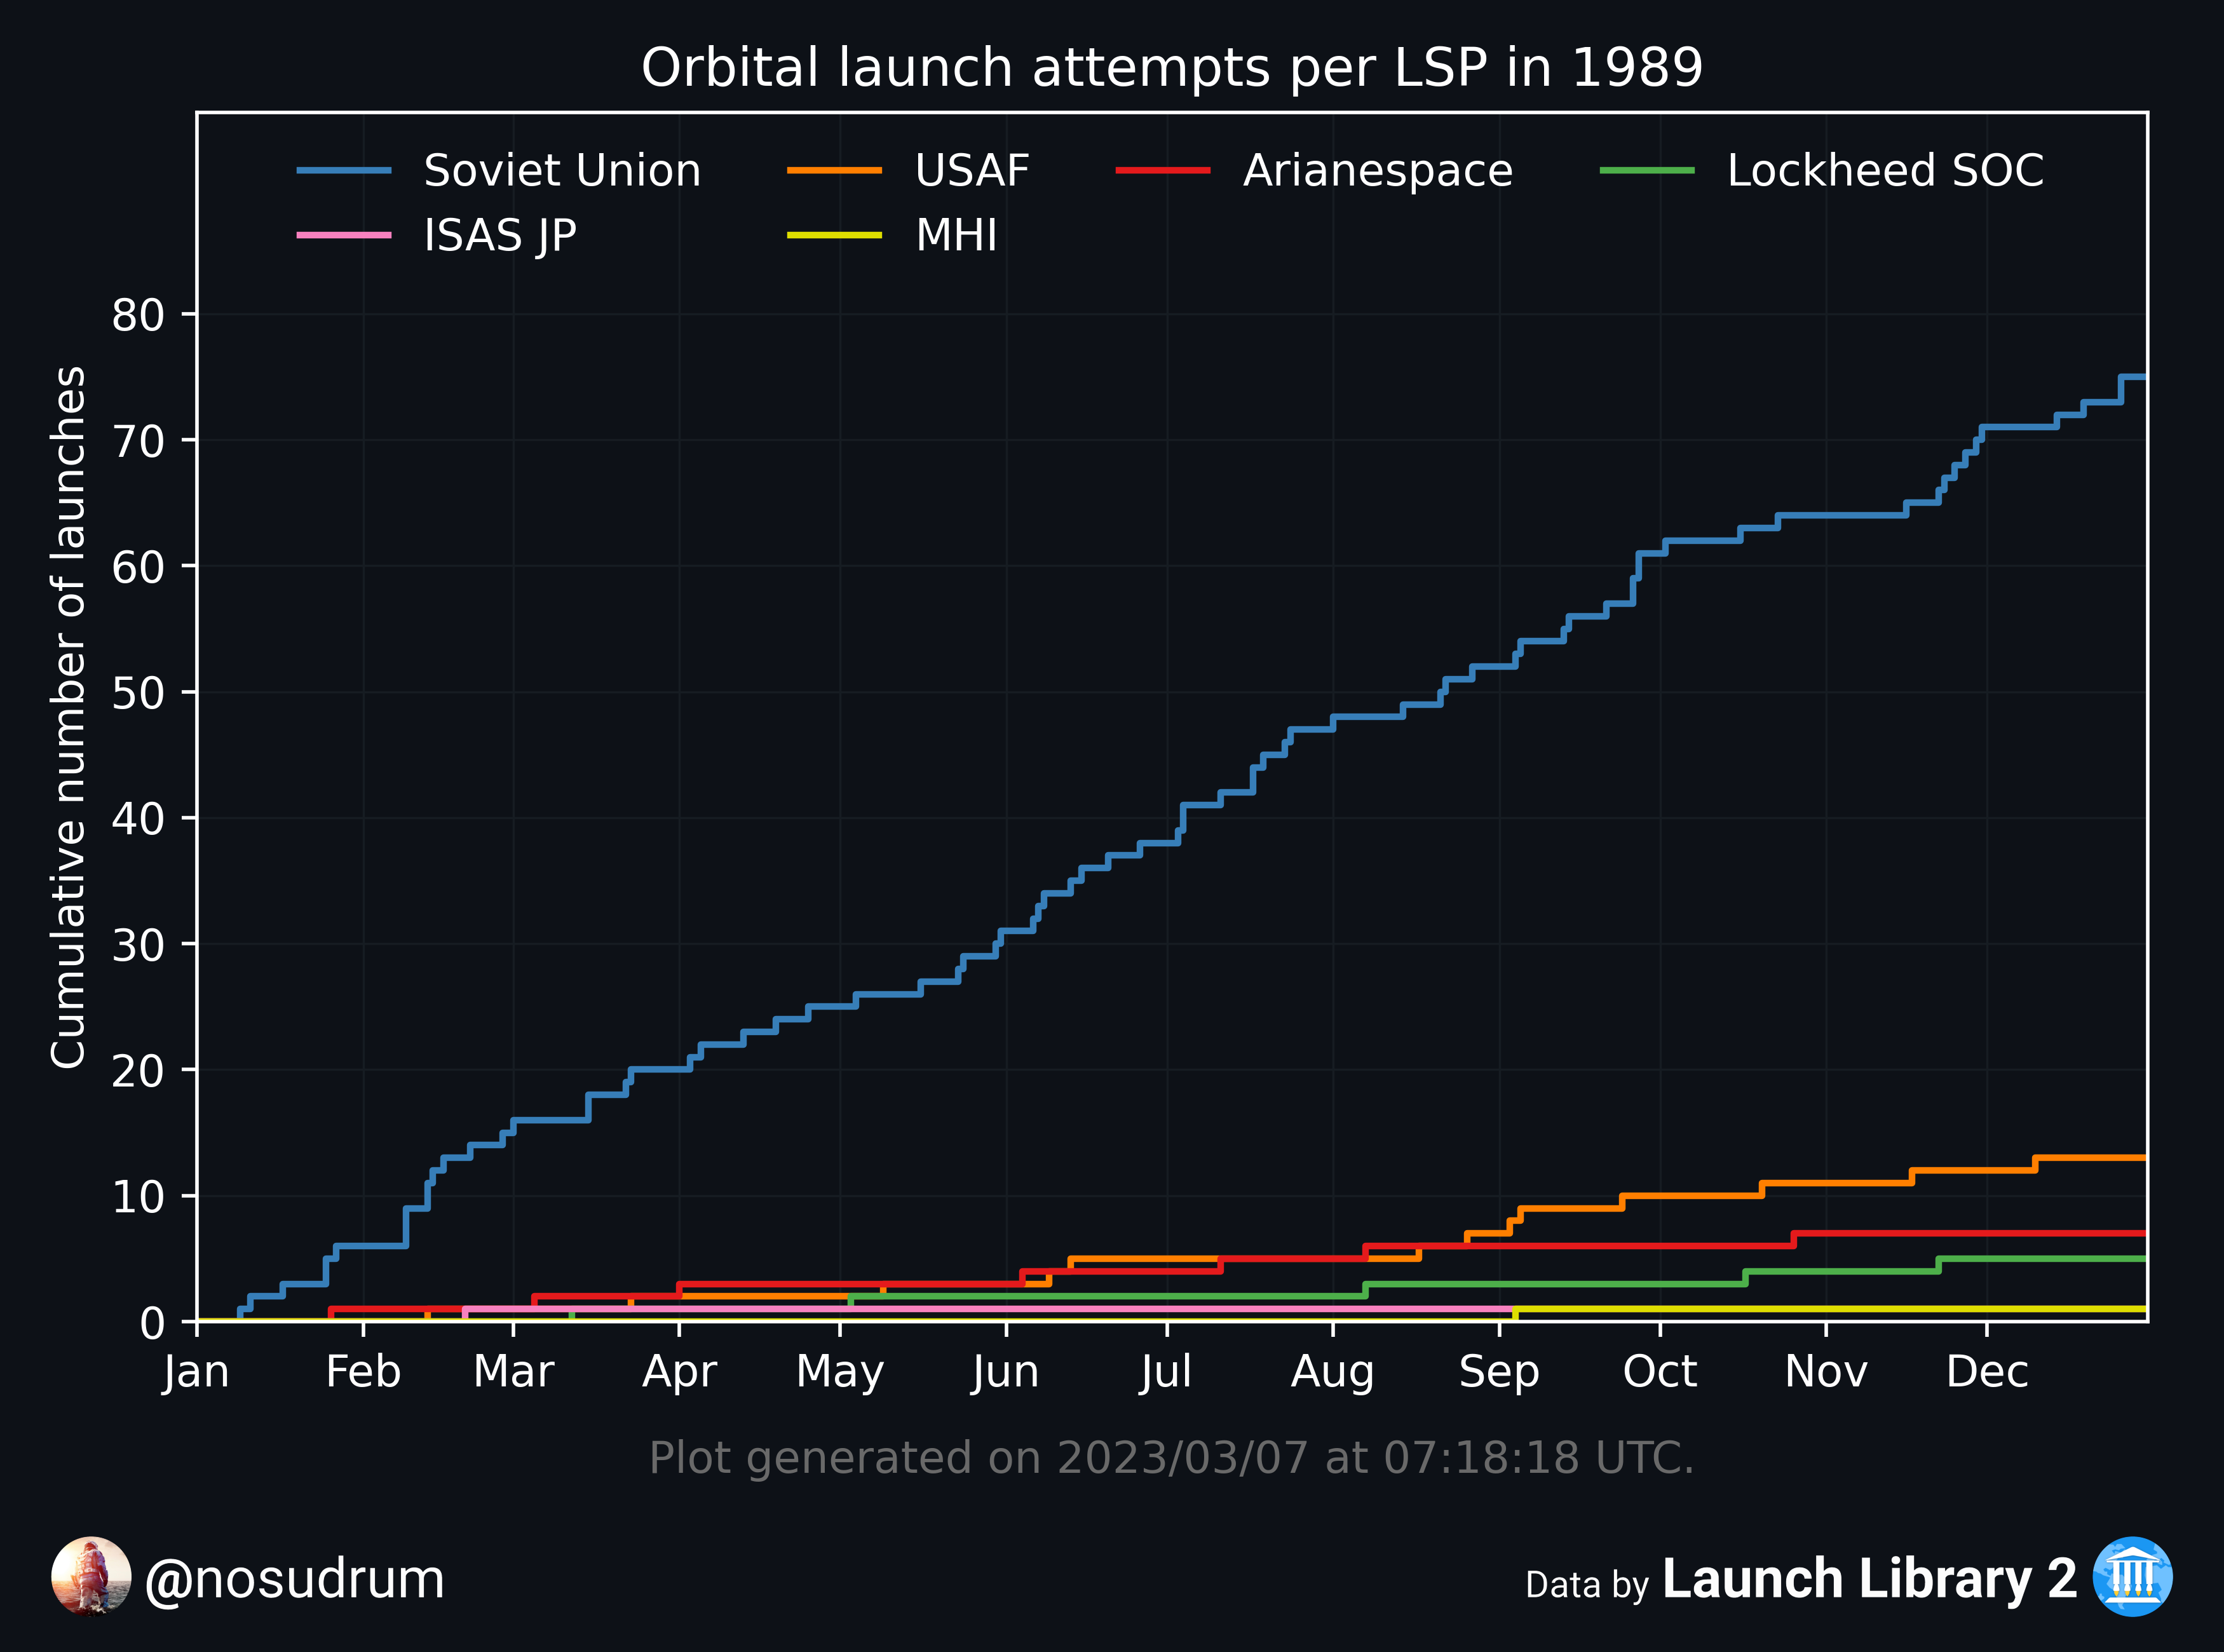 Orbital launch attempts per LSP in 1989
Soviet Union USAF Arianespace Lockheed SOC
ISAS JP MHI
Cumulative number of launches
80
70
60
50
40
30
20
10
0
Jan Feb Mar Apr May Jun Jul Aug Sep Oct Nov Dec
Plot generated on 2023/03/07 at 07:18:18 UTC.
@nosudrum
Data by Launch Library 2